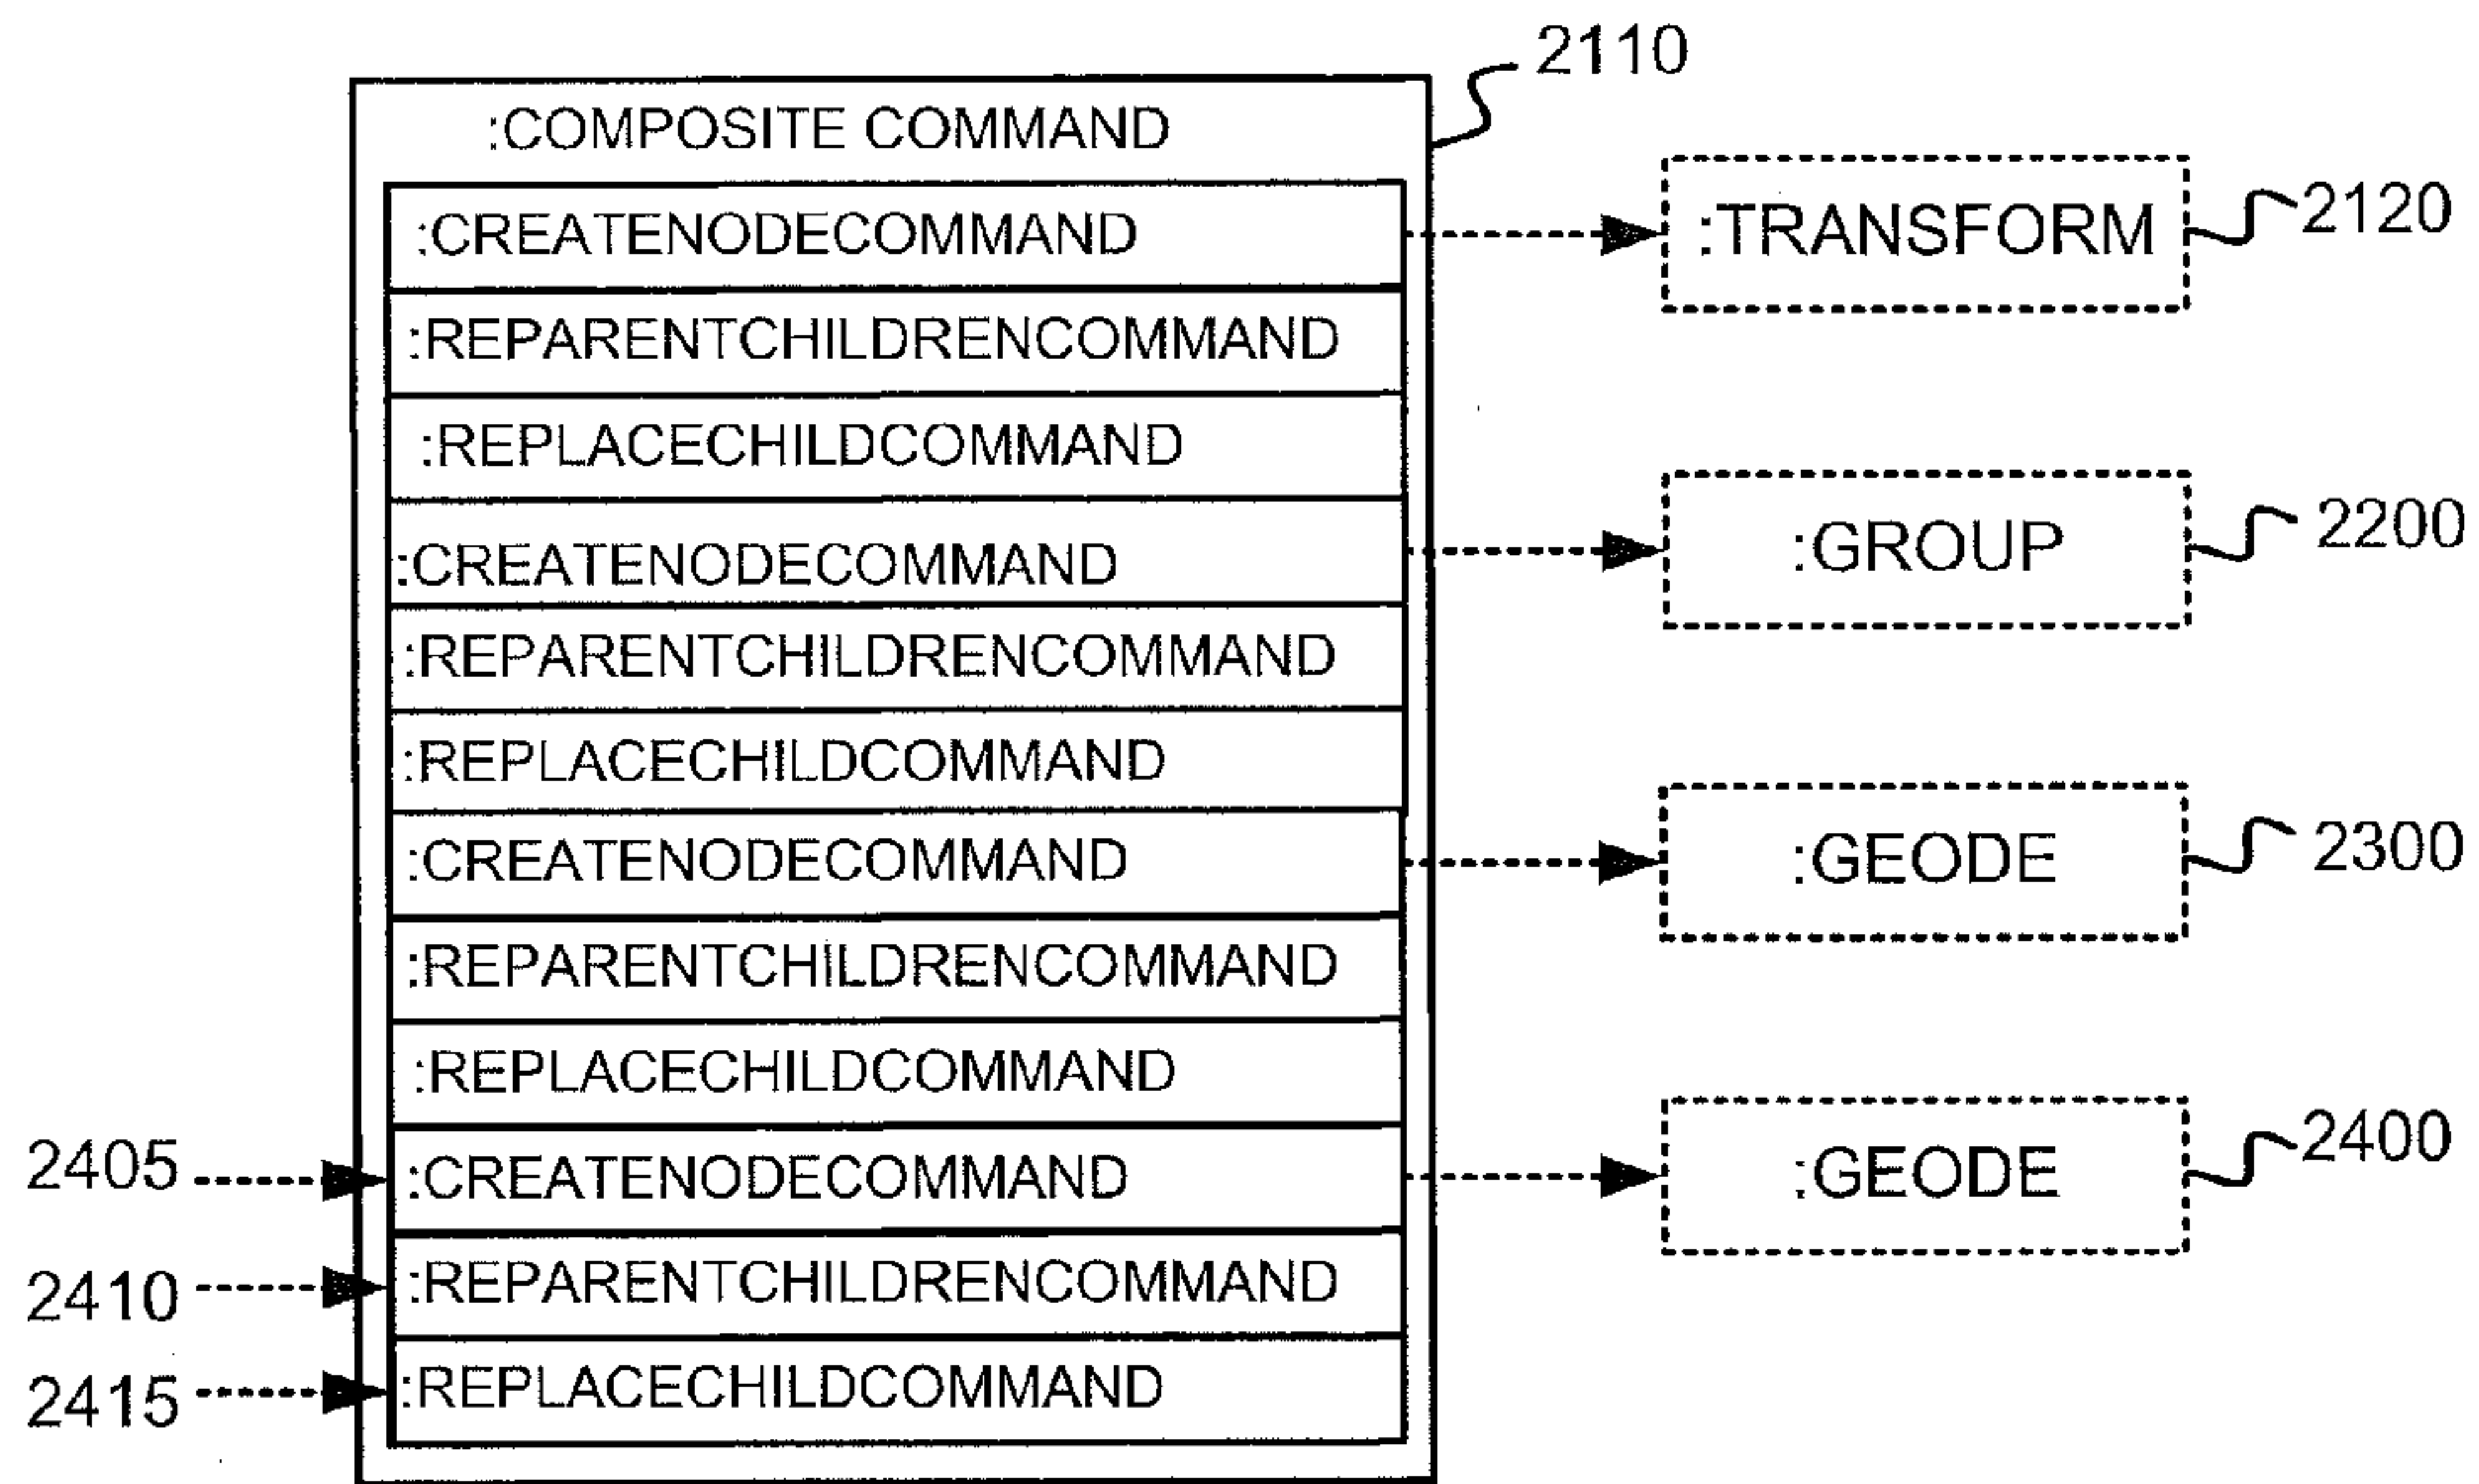 2110
:COMPOSITE COMMAND
:CREATENODECOMMAND
:TRANSFORM
2120
:REPARENTCHILDRENCOMMAND
:REPLACECHILDCOMMAND
:CREATENODECOMMAND
:GROUP
2200
:REPARENTCHILDRENCOMMAND
:REPLACECHILDCOMMAND
:CREATENODECOMMAND
:GEODE
2300
:REPARENTCHILDRENCOMMAND
:REPLACECHILDCOMMAND
2405
:CREATENODECOMMAND
:GEODE
2400
2410
:REPARENTCHILDRENCOMMAND
2415
:REPLACECHILDCOMMAND